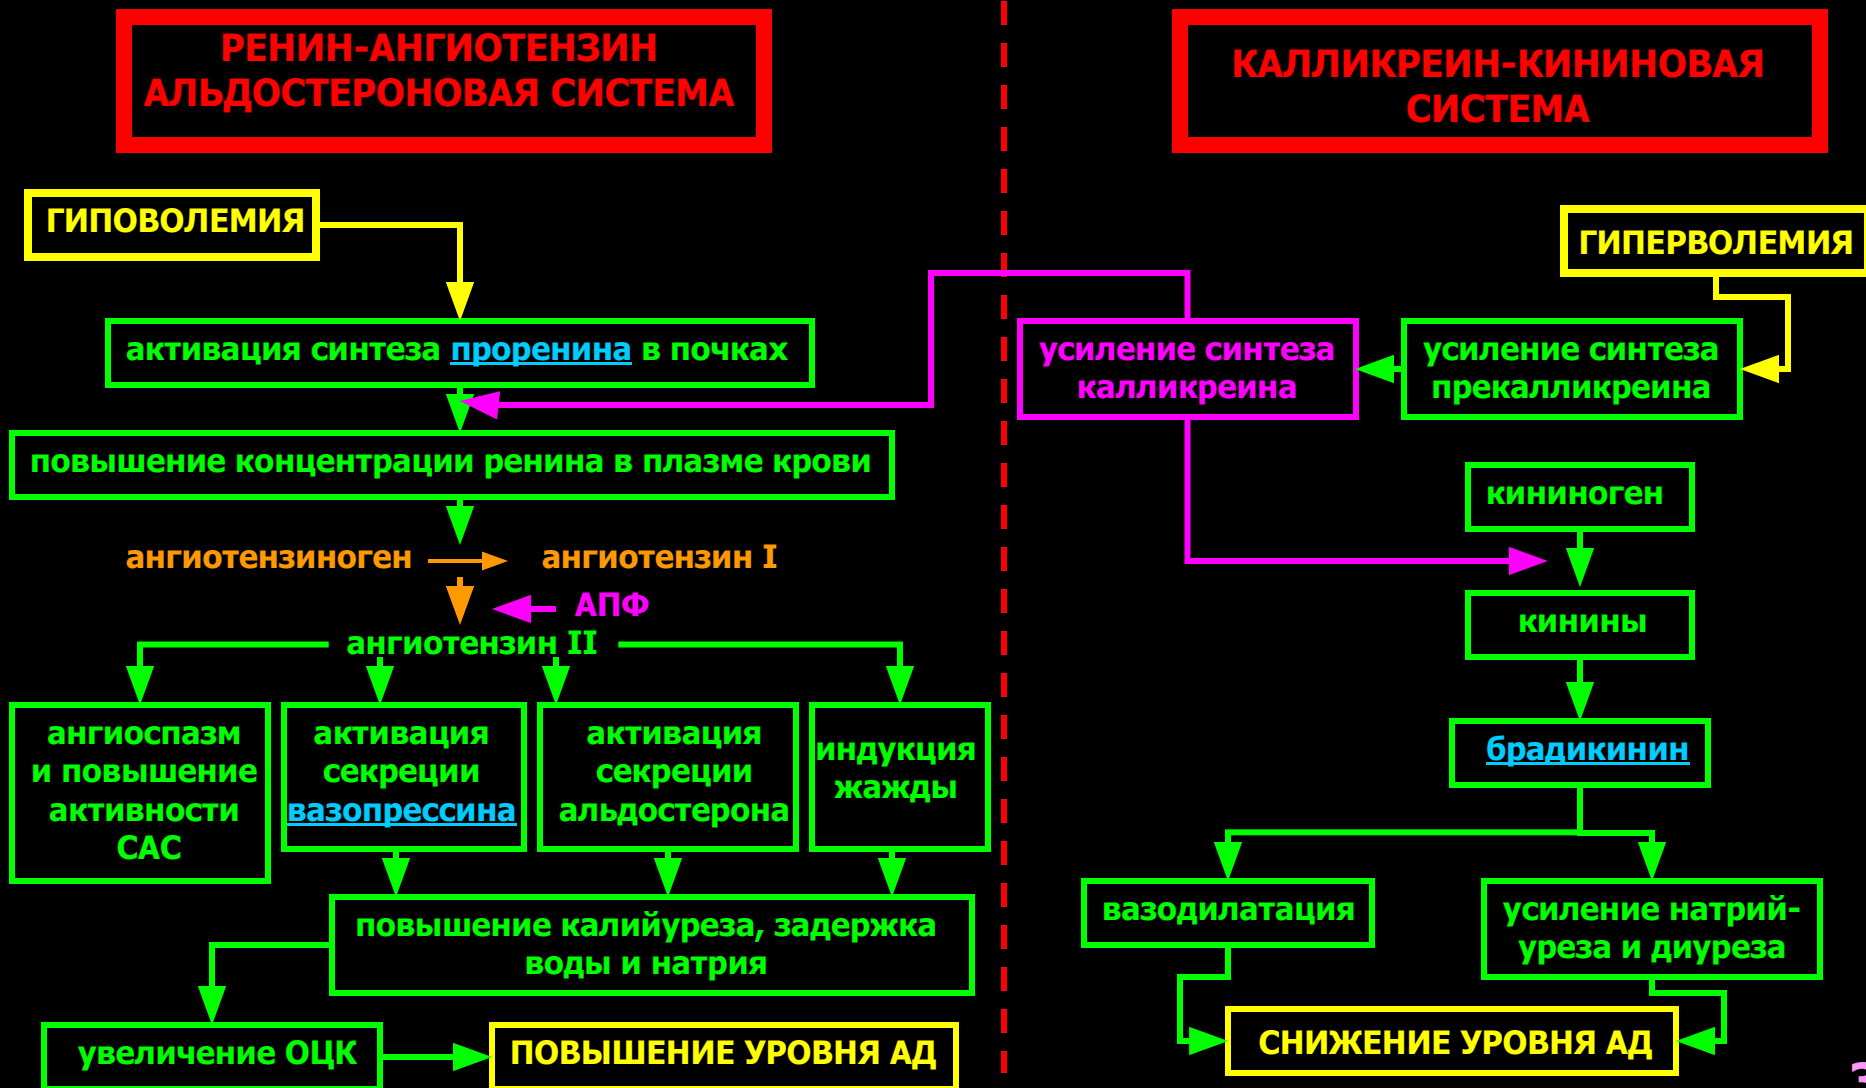 РЕНИН-АНГИОТЕНЗИН
АЛЬДОСТЕРОНОВАЯ СИСТЕМА
ГИПОВОЛЕМИЯ
активация синтеза проренина в почках
повышение концентрации ренина в плазме крови
ангиотензиноген
ангиотензин I
АПФ
ангиотензин II
ангиоспазм
и повышение
активности
САС
активация
секреции
вазопрессина
активация
секреции
альдостерона
индукция
жажды
повышение калийуреза, задержка
воды и натрия
увеличение ОЦК
ПОВЫШЕНИЕ УРОВНЯ АД
КАЛЛИКРЕИН-КИНИНОВАЯ
СИСТЕМА
ГИПЕРВОЛЕМИЯ
усиление синтеза
прекалликреина
усиление синтеза
калликреина
кининоген
кинины
брадикинин
вазодилатация
усиление натрий-
уреза и диуреза
СНИЖЕНИЕ УРОВНЯ АД